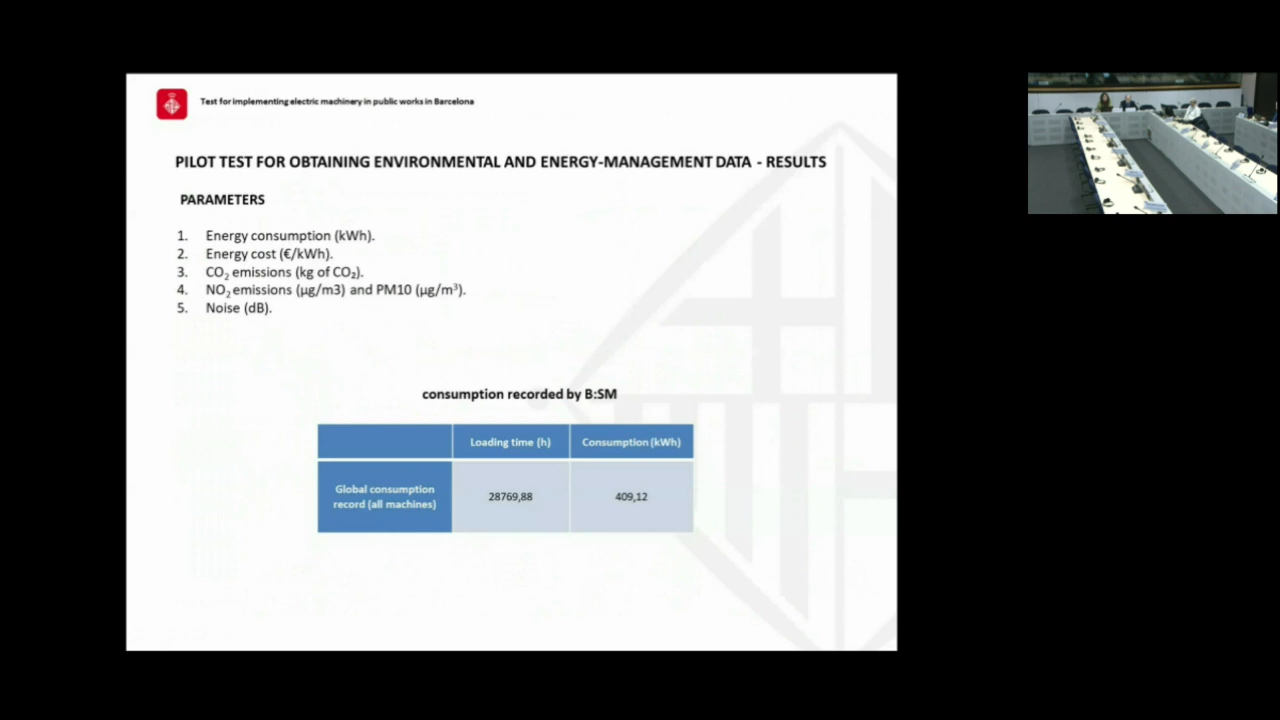 Test for implementing electric machinery in public works in Barcelona
PILOT TEST FOR OBTAINING ENVIRONMENTAL AND ENERGY-MANAGEMENT DATA - RESULTS
PARAMETERS
1. Energy consumption (kWh).
2. Energy cost (€/kWh).
3. CO₂ emissions (kg of CO₂).
4. NO₂ emissions (µg/m3) and PM10 (µg/m³).
5. Noise (dB).
consumption recorded by B:SM
Loading time (h) Consumption (kWh)
Global consumption
record (all machines) 28769,88 409,12